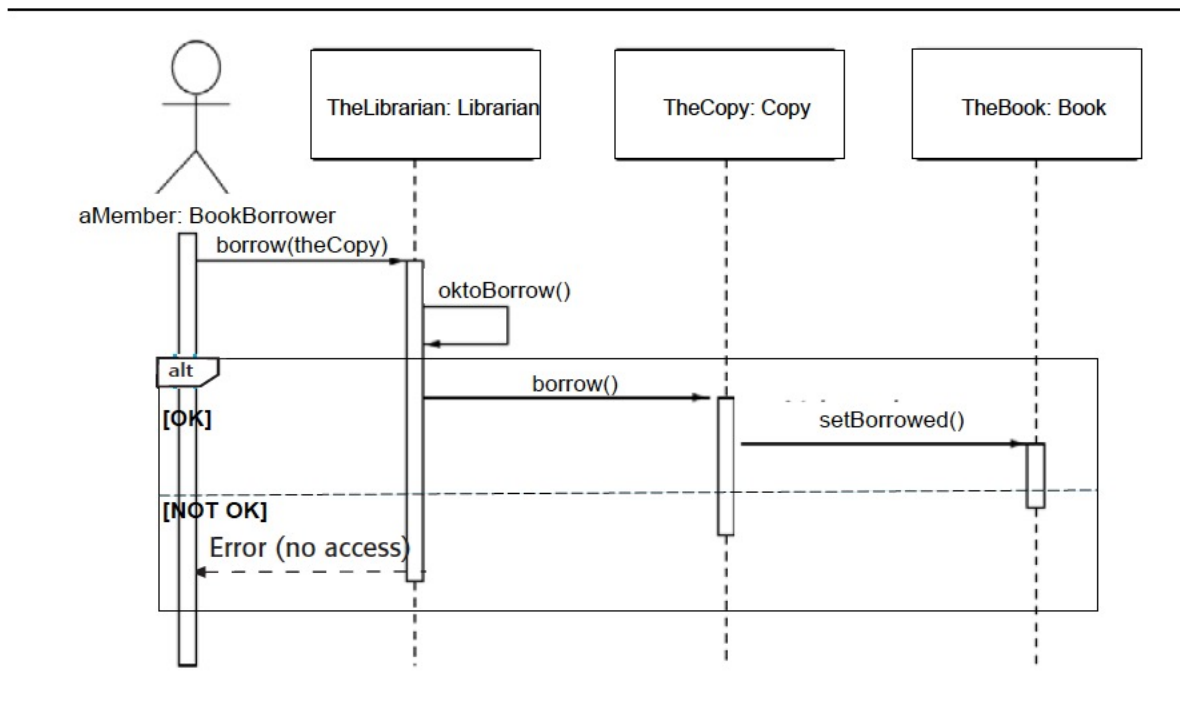 TheLibrarian: Librarian
TheCopy: Copy
TheBook: Book
aMember: BookBorrower
borrow(theCopy)
oktoBorrow()
alt
borrow()
[OK]
setBorrowed()
[NOT OK]
Error (no access)